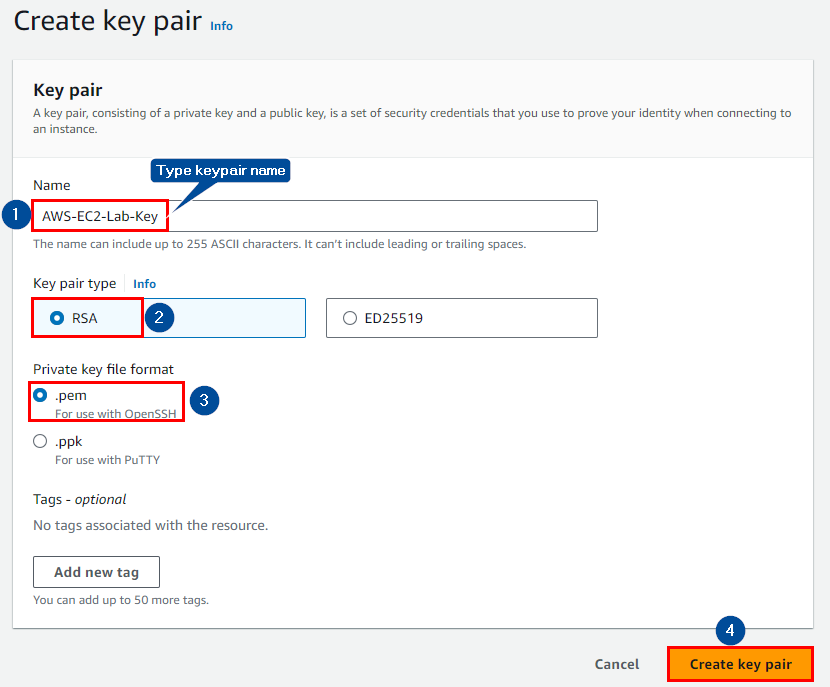 Create key pair Info
Key pair
A key pair, consisting of a private key and a public key, is a set of security credentials that you use to prove your identity when connecting to
an instance.
Type keypair name
Name
1 AWS-EC2-Lab-Key
The name can include up to 255 ASCII characters. It can't include leading or trailing spaces.
Key pair type Info
RSA 2 ED25519
Private key file format
.pem
For use with OpenSSH
3
.ppk
For use with PuTTY
Tags - optional
No tags associated with the resource.
Add new tag
You can add up to 50 more tags.
4
Cancel Create key pair